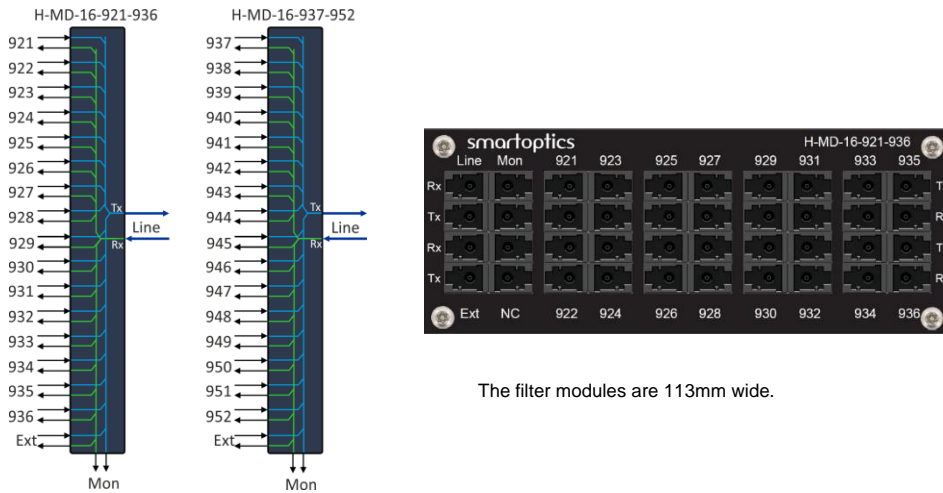 H-MD-16-921-936
921
922
923
924
925
926
927
928
929
930
931
932
933
934
935
936
Ext
Tx
Line
Rx
Mon
H-MD-16-937-952
937
938
939
940
941
942
943
944
945
946
947
948
949
950
951
952
Ext
Tx
Line
Rx
Mon
smartoptics H-MD-16-921-936
Line Mon 921 923 925 927 929 931 933 935
Rx T
Tx R
Rx T
Tx R
Ext NC 922 924 926 928 930 932 934 936
The filter modules are 113mm wide.